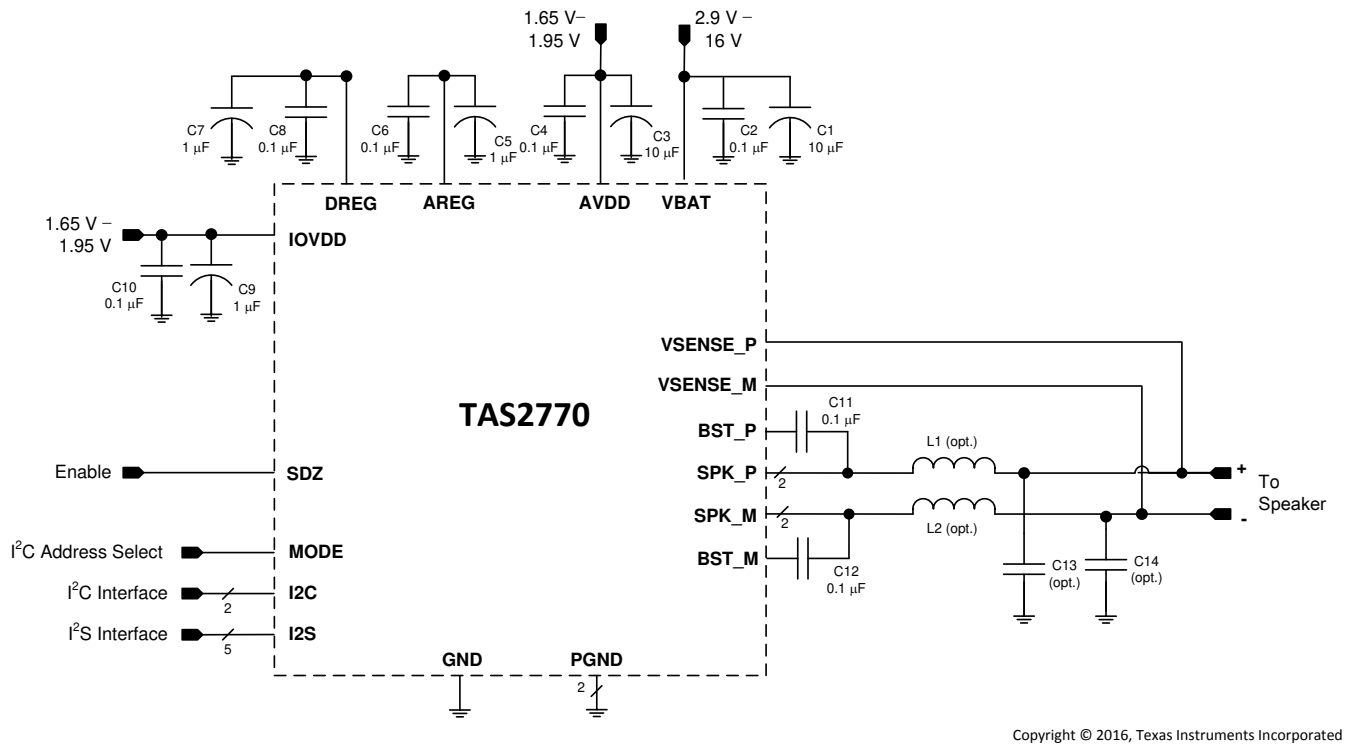 1.65 V–
1.95 V
2.9 V –
16 V
C7
1 µF
C8
0.1 µF
C6
0.1 µF
C5
1 µF
C4
0.1 µF
C3
10 µF
C2
0.1 µF
C1
10 µF
DREG
AREG
AVDD
VBAT
1.65 V –
1.95 V
IOVDD
C10
0.1 µF
C9
1 µF
VSENSE_P
VSENSE_M
TAS2770
C11
0.1 µF
BST_P
L1 (opt.)
Enable
SDZ
SPK_P
2
+
To
Speaker
SPK_M
2
-
L2 (opt.)
I²C Address Select
MODE
BST_M
C12
0.1 µF
C13
(opt.)
C14
(opt.)
I²C Interface
2
I2C
I²S Interface
5
I2S
GND
PGND
2
Copyright © 2016, Texas Instruments Incorporated